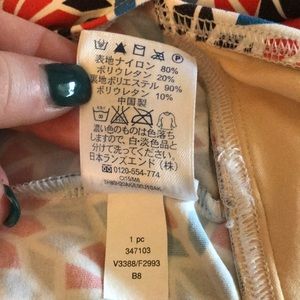 表地ナイロン 80%
ポリウレタン 20%
裏地ポリエステル 90%
ポリウレタン 10%
中国製
濃い色のものは色落ち
しますので、白・淡色品と
分けて洗ってください。
日本ランズエンド(株)
☎0120-554-774
1 pc
347103
V3388/F2993
B8